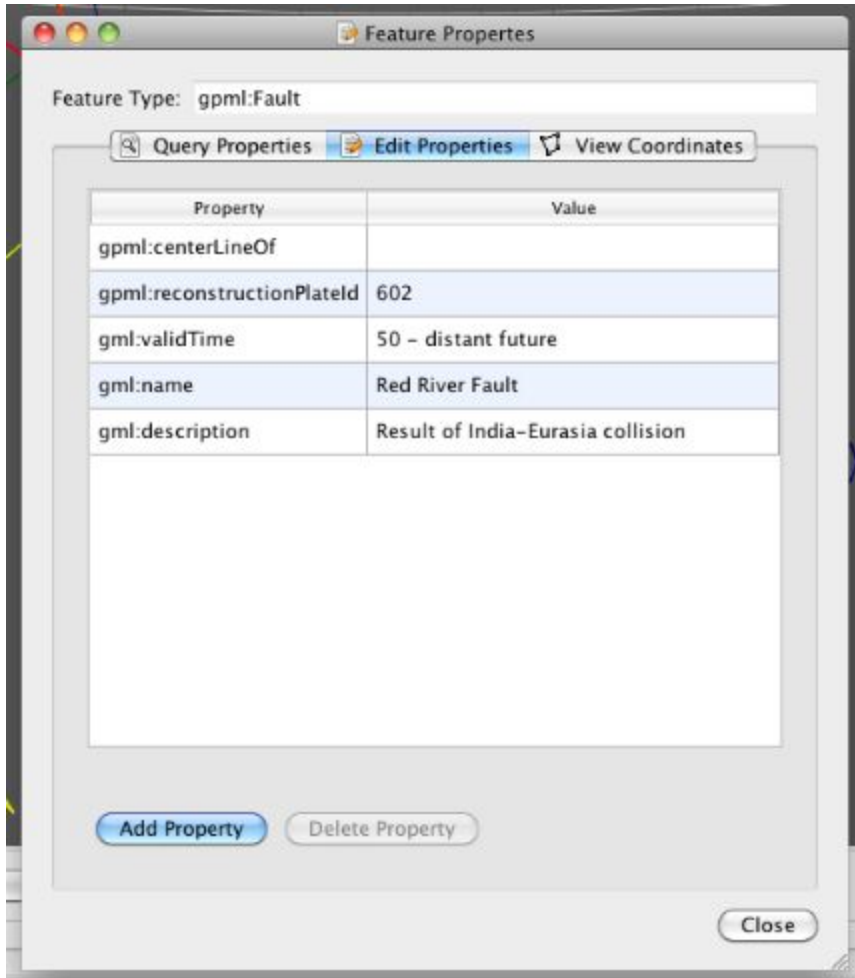 Feature Propertes
Feature Type: gpml:Fault
Query Properties Edit Properties View Coordinates
Property Value
gpml:centerLineOf
gpml:reconstructionPlateId 602
gml:validTime 50 – distant future
gml:name Red River Fault
gml:description Result of India-Eurasia collision
Add Property Delete Property
Close